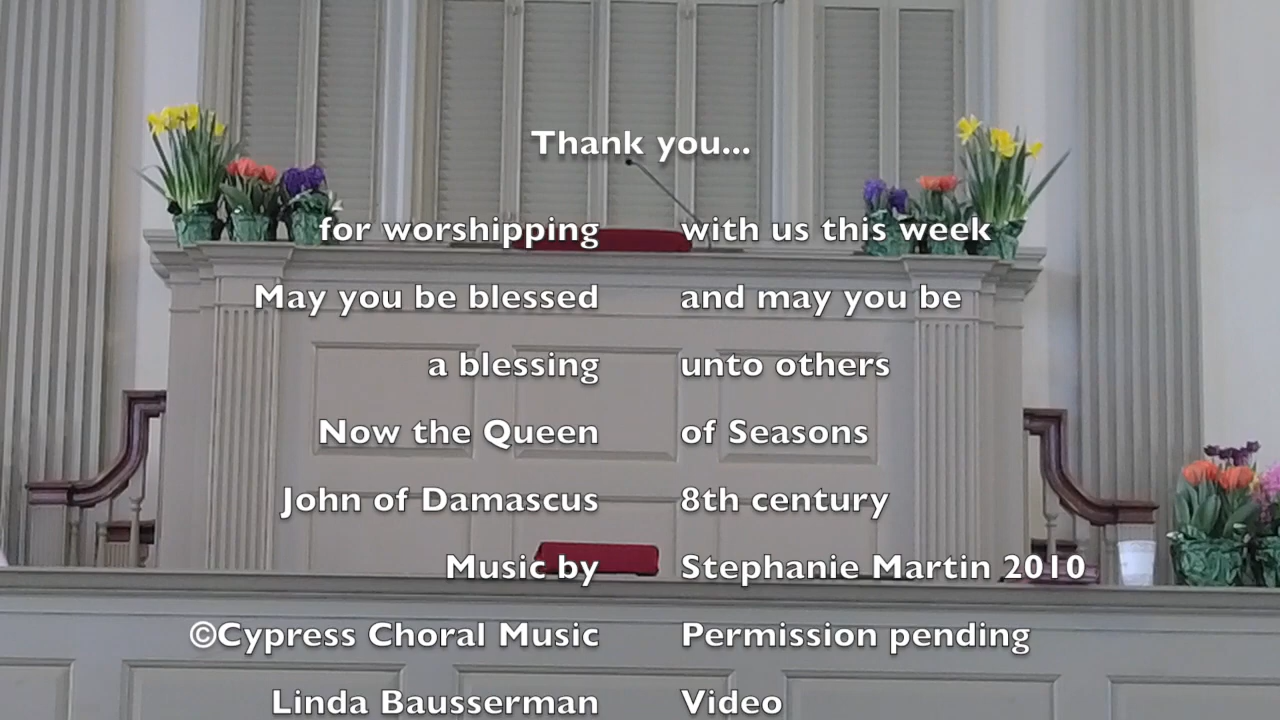 Thank you...
for worshipping with us this week
May you be blessed and may you be
a blessing unto others
Now the Queen of Seasons
John of Damascus 8th century
Music by Stephanie Martin 2010
©Cypress Choral Music Permission pending
Linda Bausserman Video